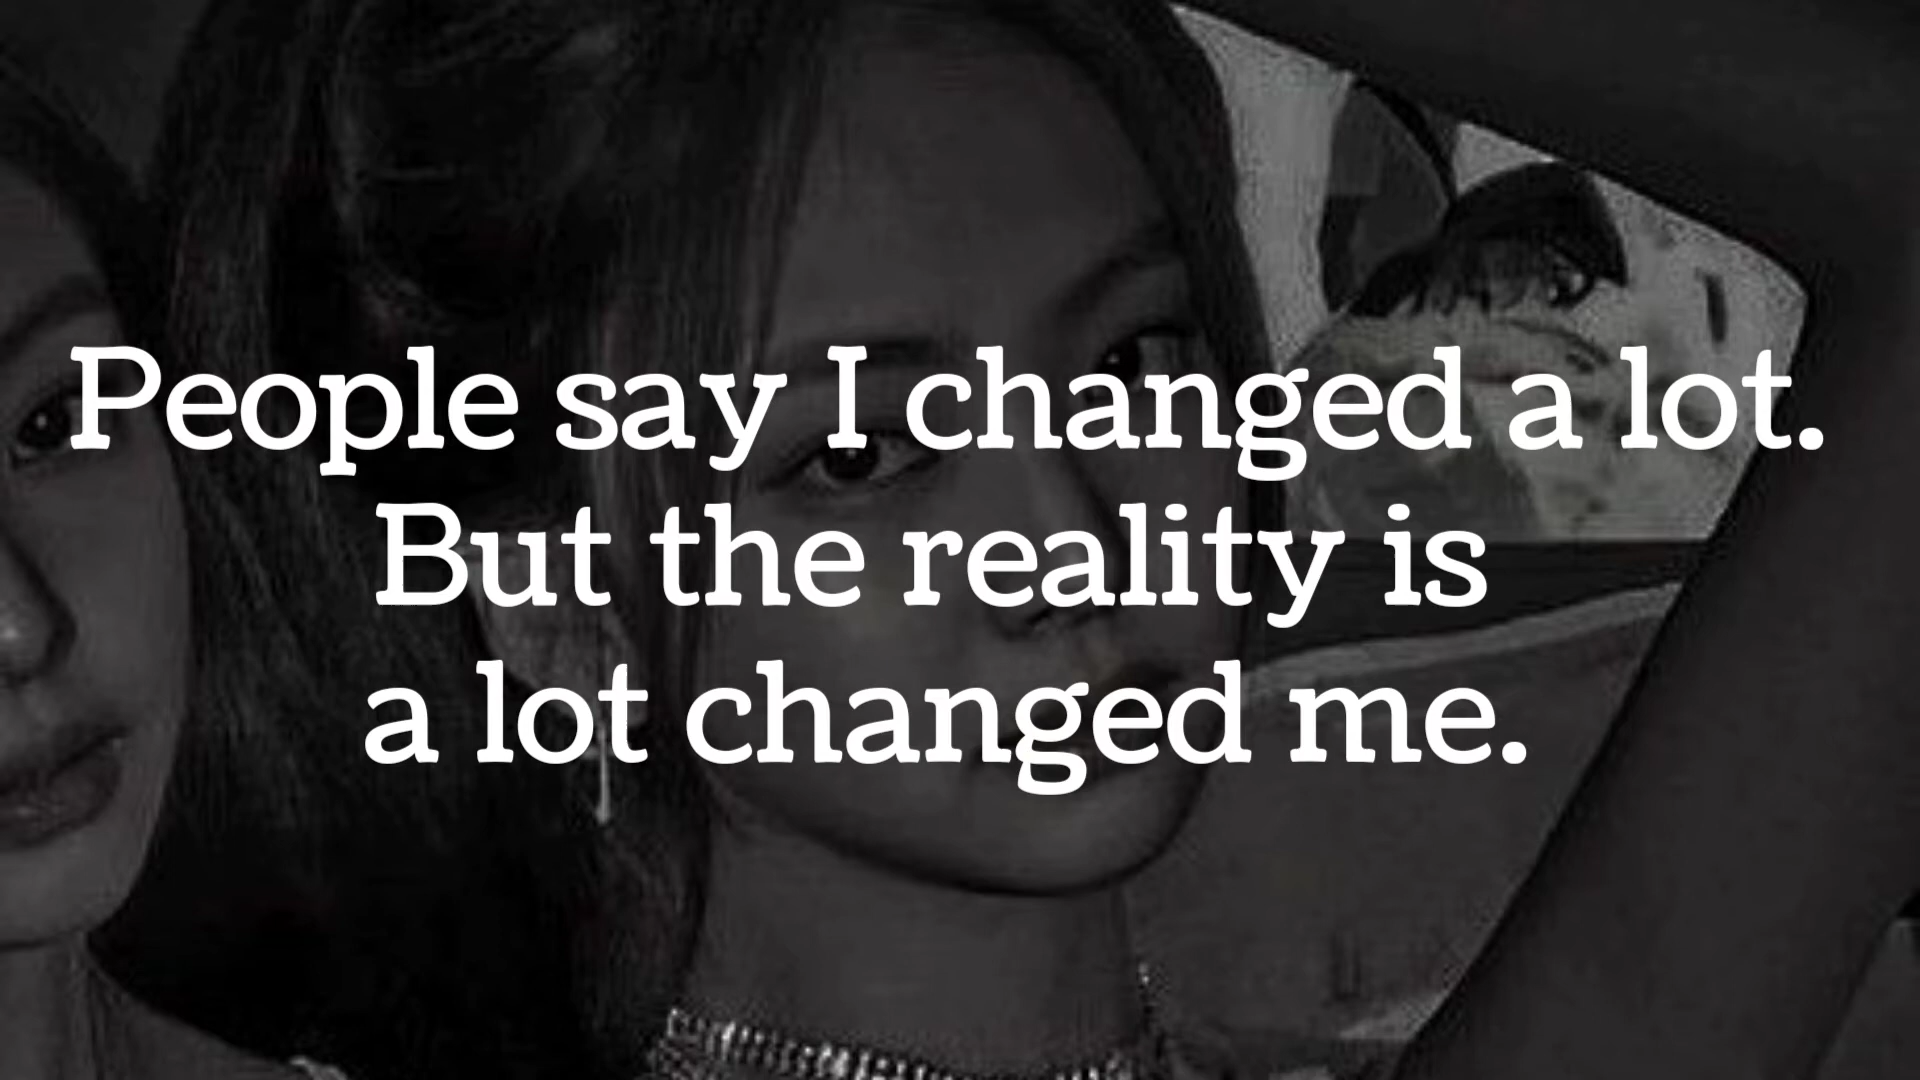 People say I changed a lot.
But the reality is
a lot changed me.